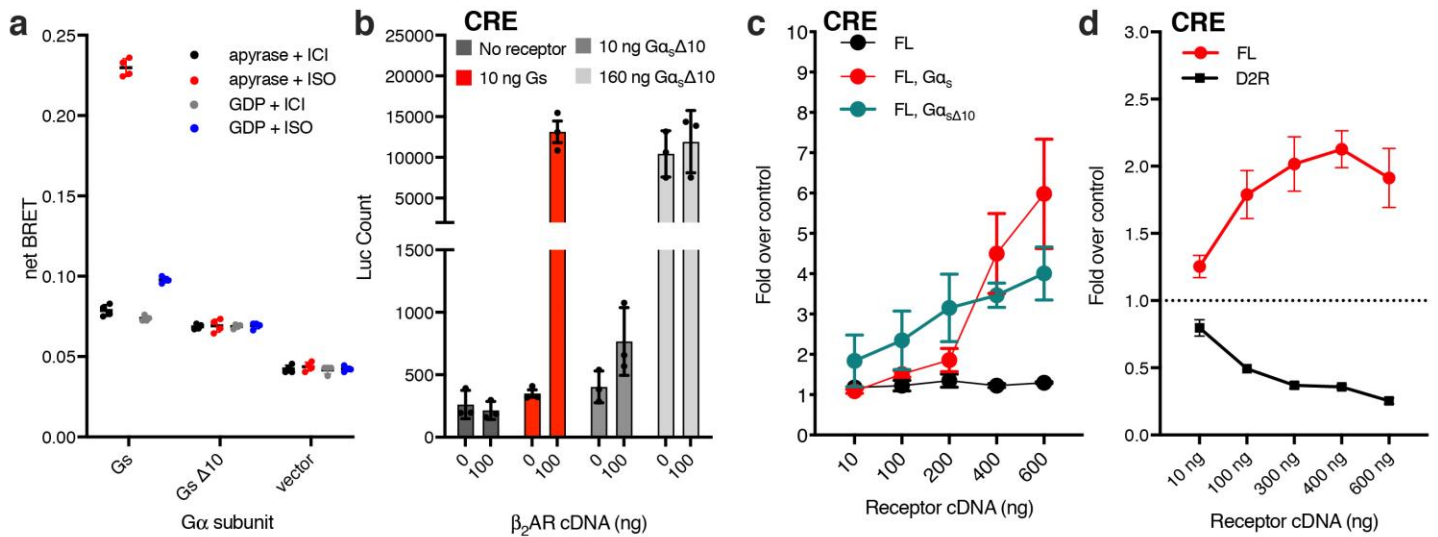 a
0.25
0.20
0.15
0.10
0.05
0.00
net BRET
apyrase + ICI
apyrase + ISO
GDP + ICI
GDP + ISO
Gs
Gs Δ10
vector
Gα subunit
b
CRE
No receptor
10 ng GαsΔ10
10 ng Gs
160 ng GαsΔ10
25000
20000
15000
10000
5000
1500
1000
500
0
Luc Count
0
100
0
100
0
100
0
100
β2AR cDNA (ng)
c
CRE
FL
FL, Gαs
FL, GαsΔ10
10
9
8
7
6
5
4
3
2
1
0
Fold over control
10
100
200
400
600
Receptor cDNA (ng)
d
CRE
FL
D2R
3.0
2.5
2.0
1.5
1.0
0.5
0.0
Fold over control
10 ng
100 ng
300 ng
400 ng
600 ng
Receptor cDNA (ng)